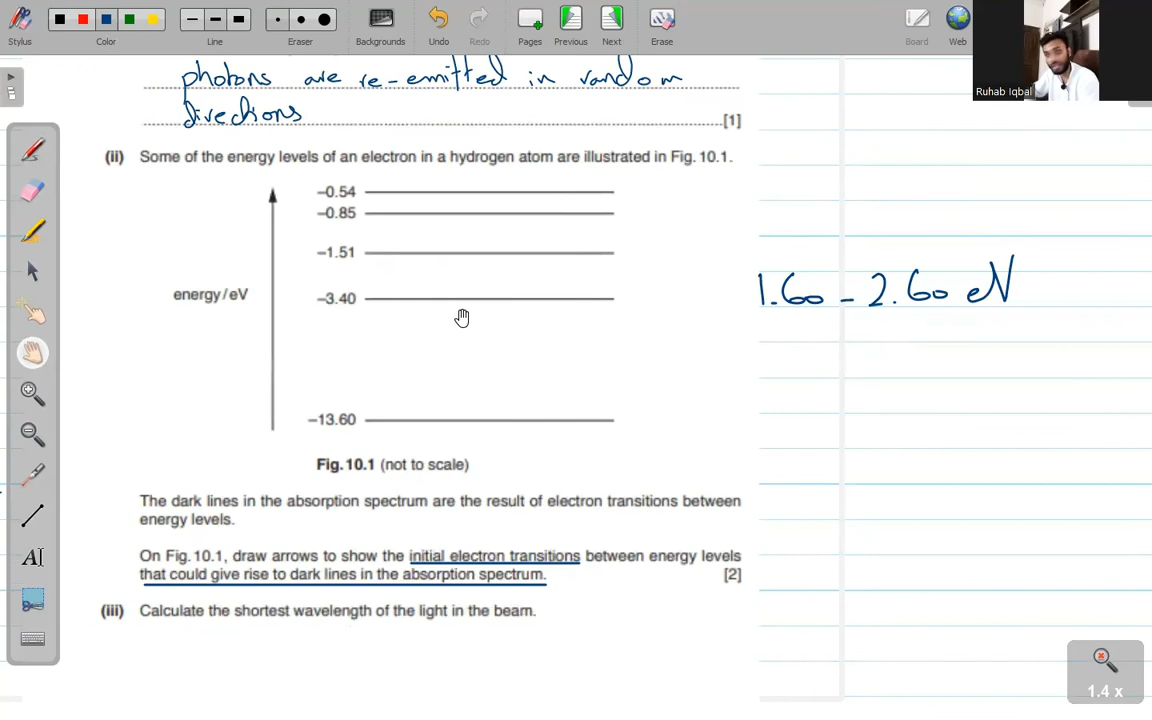 Stylus
Color
Line
Eraser
Backgrounds
Undo
Redo
Pages
Previous
Next
Erase
Board
Web
Ruhab Iqbal
photons are re-emitted in random
directions
[1]
(ii) Some of the energy levels of an electron in a hydrogen atom are illustrated in Fig. 10.1.
–0.54
–0.85
–1.51
energy/eV
–3.40
1.60 - 2.60 eV
–13.60
Fig. 10.1 (not to scale)
The dark lines in the absorption spectrum are the result of electron transitions between
energy levels.
On Fig. 10.1, draw arrows to show the initial electron transitions between energy levels
that could give rise to dark lines in the absorption spectrum. [2]
(iii) Calculate the shortest wavelength of the light in the beam.
AI
1.4 x